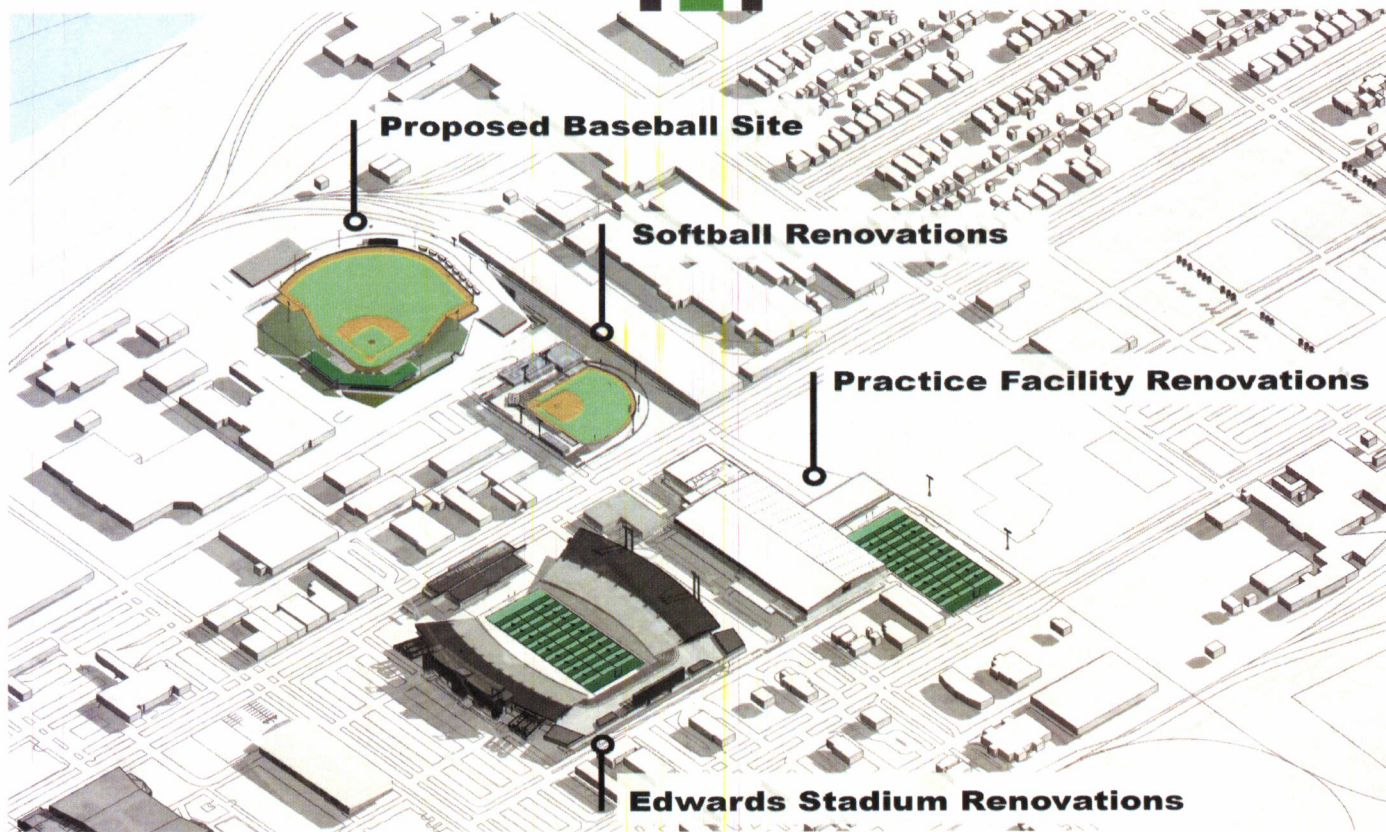 Proposed Baseball Site
Softball Renovations
Practice Facility Renovations
Edwards Stadium Renovations